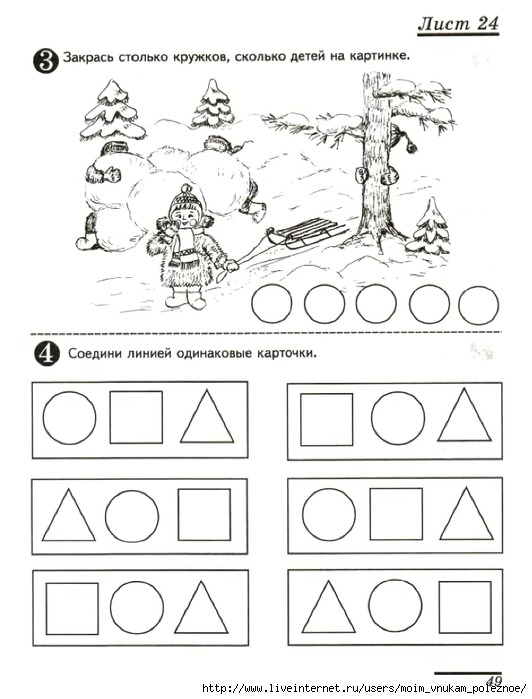 Лист 24
3 Закрась столько кружков, сколько детей на картинке.
4 Соедини линией одинаковые карточки.
49
http://www.liveinternet.ru/users/moim_vnukam_poleznoe/